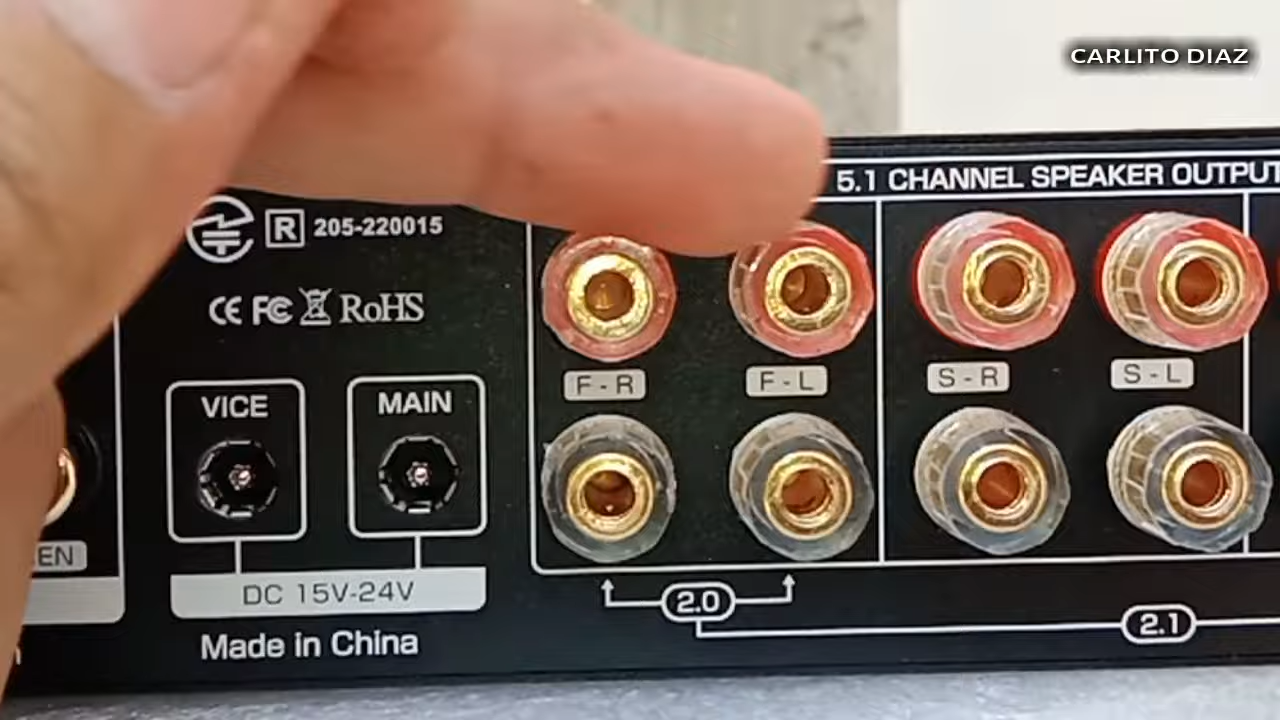 CARLITO DIAZ
5.1 CHANNEL SPEAKER OUTPUT
R 205-220015
CE FC RoHS
F - R
F - L
S - R
S - L
VICE
MAIN
EN
DC 15V-24V
2.0
2.1
Made in China